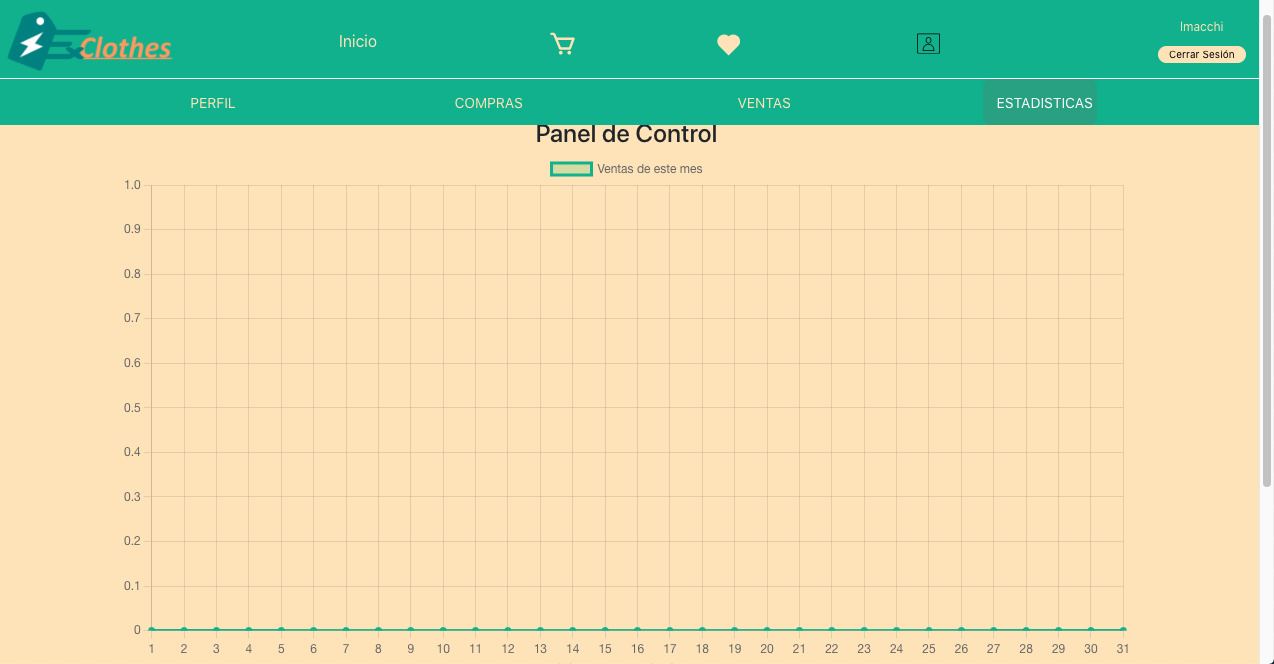 ExClothes
Inicio
lmacchi
Cerrar Sesión
PERFIL COMPRAS VENTAS ESTADISTICAS
Panel de Control
Ventas de este mes
1.0
0.9
0.8
0.7
0.6
0.5
0.4
0.3
0.2
0.1
0
1 2 3 4 5 6 7 8 9 10 11 12 13 14 15 16 17 18 19 20 21 22 23 24 25 26 27 28 29 30 31